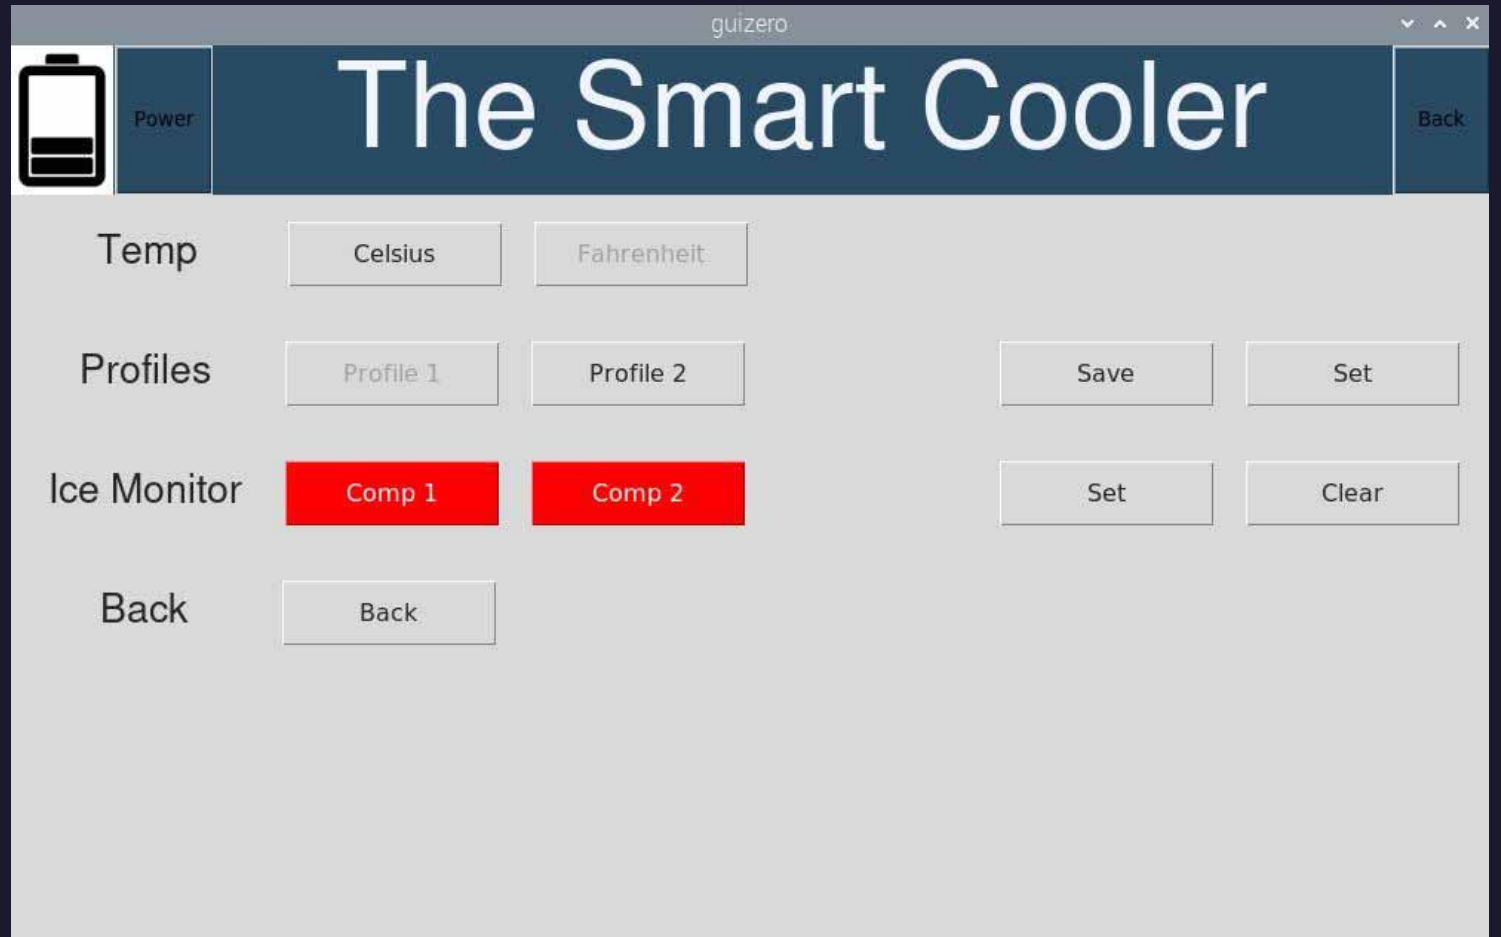 guizero
Power The Smart Cooler Back
Temp Celsius Fahrenheit
Profiles Profile 1 Profile 2 Save Set
Ice Monitor Comp 1 Comp 2 Set Clear
Back Back